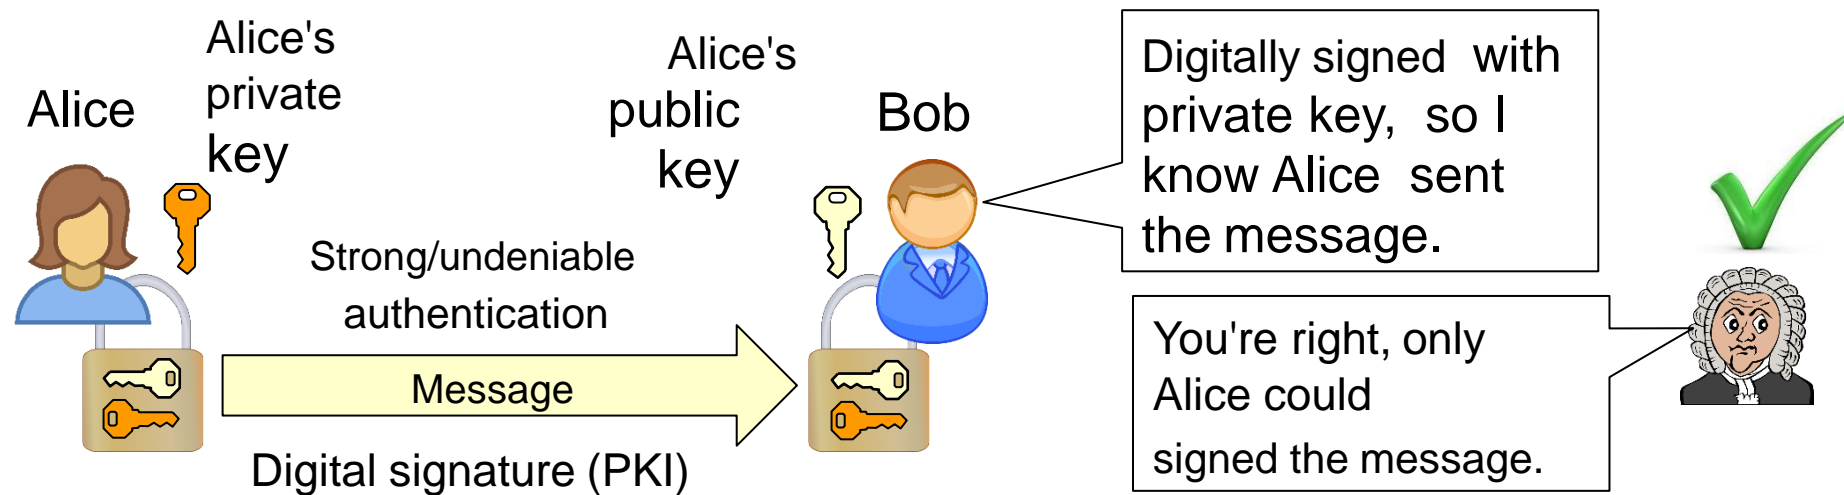 Alice
Alice's
private
key
Strong/undeniable
authentication
Message
Digital signature (PKI)
Alice's
public
key
Bob
Digitally signed with
private key, so I
know Alice sent
the message.
You're right, only
Alice could
signed the message.